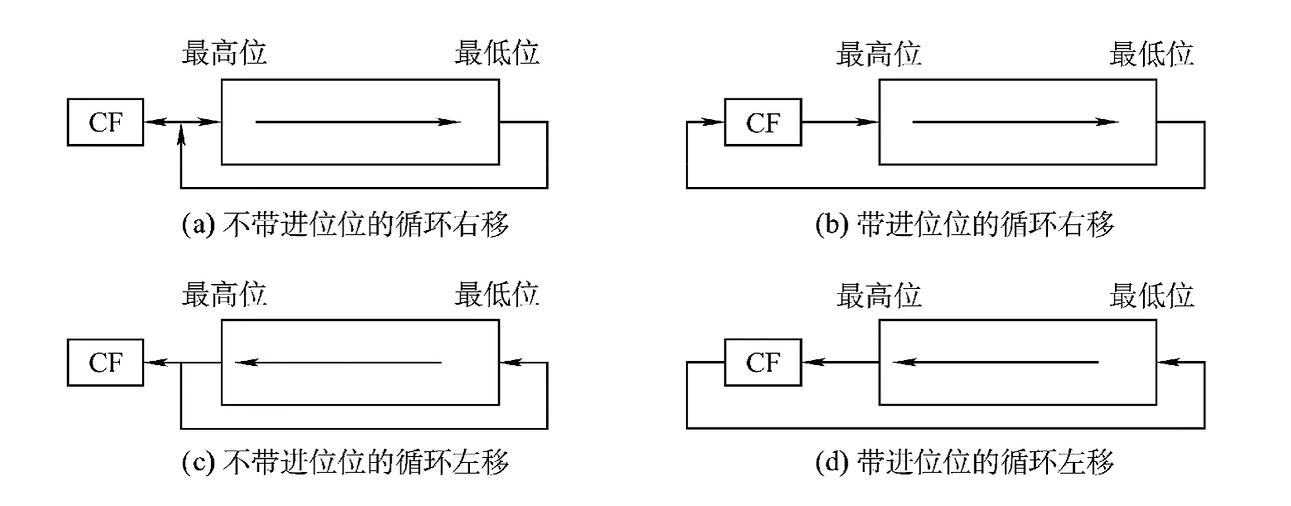 最高位 最低位
CF
(a) 不带进位位的循环右移
最高位 最低位
CF
(b) 带进位位的循环右移
最高位 最低位
CF
(c) 不带进位位的循环左移
最高位 最低位
CF
(d) 带进位位的循环左移